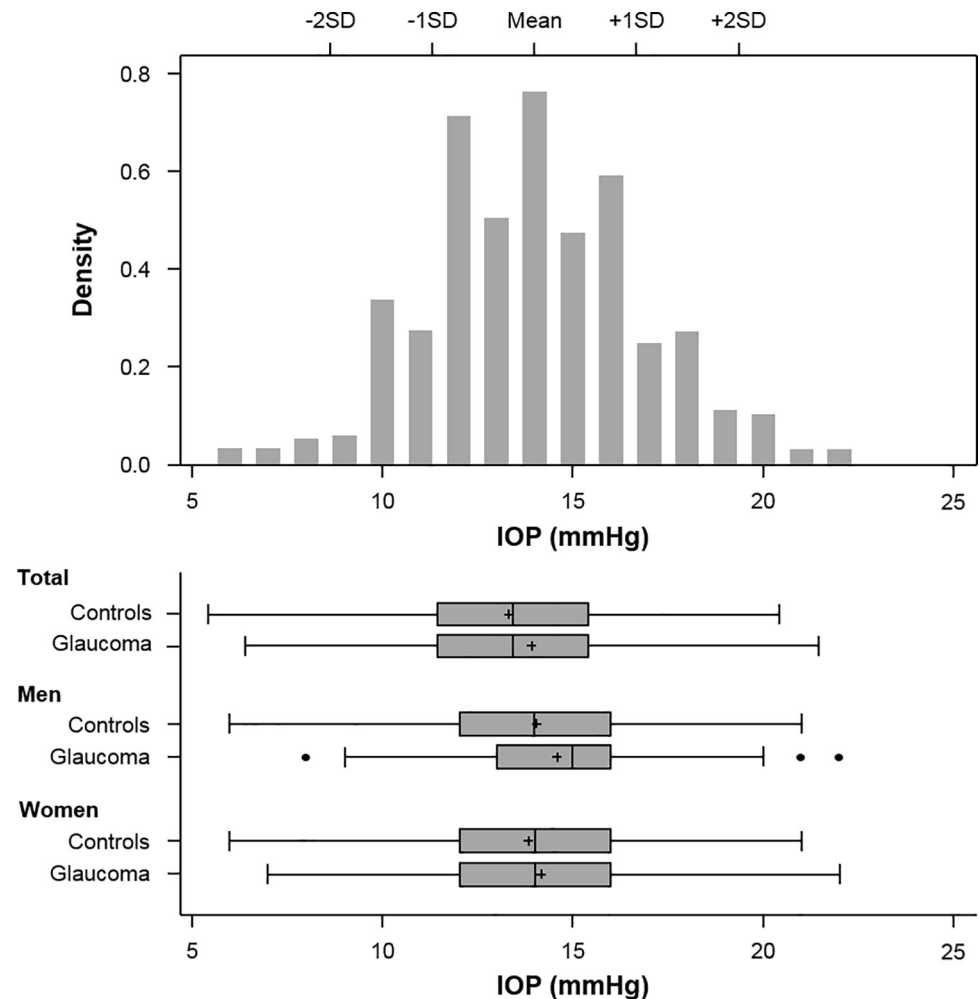 -2SD -1SD Mean +1SD +2SD
0.8
0.6
0.4
0.2
0.0
Density
5 10 15 20 25
IOP (mmHg)
Total
Controls
Glaucoma
Men
Controls
Glaucoma
Women
Controls
Glaucoma
5 10 15 20 25
IOP (mmHg)